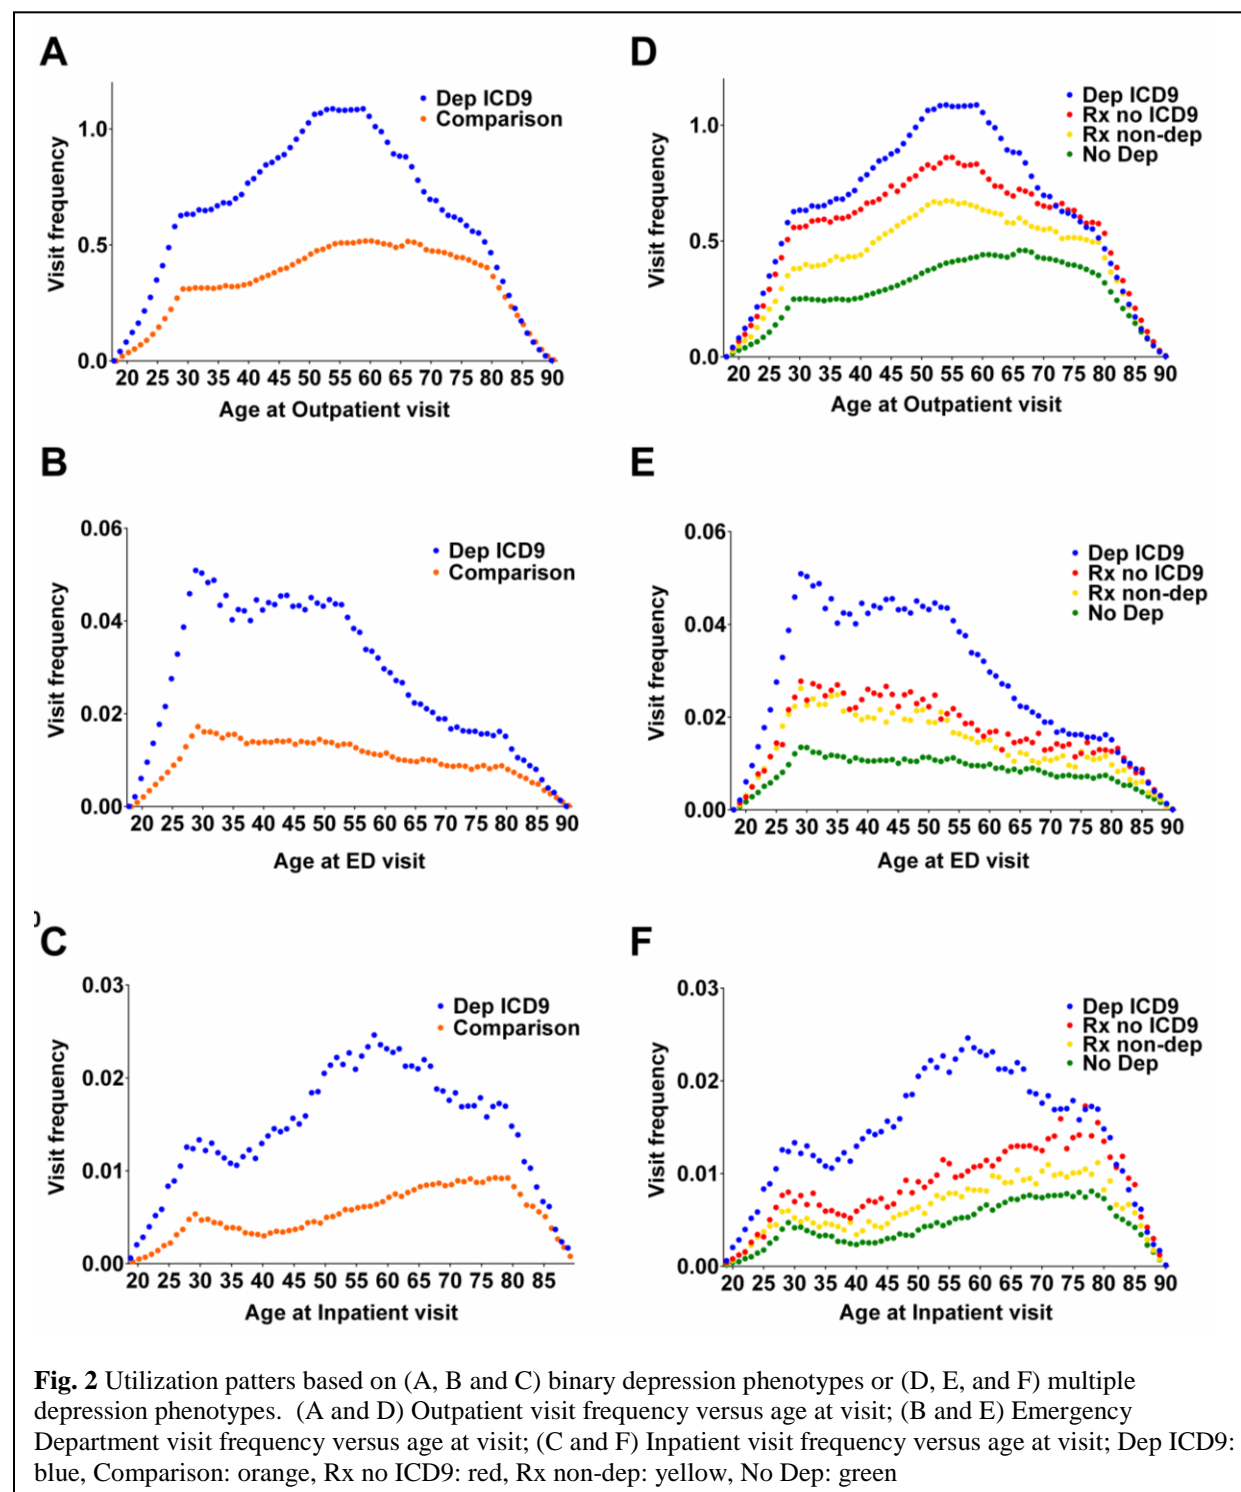 A
Dep ICD9
Comparison
1.0
0.5
0.0
Visit frequency
20 25 30 35 40 45 50 55 60 65 70 75 80 85 90
Age at Outpatient visit
D
Dep ICD9
Rx no ICD9
Rx non-dep
No Dep
1.0
0.5
0.0
Visit frequency
20 25 30 35 40 45 50 55 60 65 70 75 80 85 90
Age at Outpatient visit
B
Dep ICD9
Comparison
0.06
0.04
0.02
0.00
Visit frequency
20 25 30 35 40 45 50 55 60 65 70 75 80 85 90
Age at ED visit
E
Dep ICD9
Rx no ICD9
Rx non-dep
No Dep
0.06
0.04
0.02
0.00
Visit frequency
20 25 30 35 40 45 50 55 60 65 70 75 80 85 90
Age at ED visit
C
Dep ICD9
Comparison
0.03
0.02
0.01
0.00
Visit frequency
20 25 30 35 40 45 50 55 60 65 70 75 80 85
Age at Inpatient visit
F
Dep ICD9
Rx no ICD9
Rx non-dep
No Dep
0.03
0.02
0.01
0.00
Visit frequency
20 25 30 35 40 45 50 55 60 65 70 75 80 85 90
Age at Inpatient visit
Fig. 2 Utilization patters based on (A, B and C) binary depression phenotypes or (D, E, and F) multiple
depression phenotypes. (A and D) Outpatient visit frequency versus age at visit; (B and E) Emergency
Department visit frequency versus age at visit; (C and F) Inpatient visit frequency versus age at visit; Dep ICD9:
blue, Comparison: orange, Rx no ICD9: red, Rx non-dep: yellow, No Dep: green